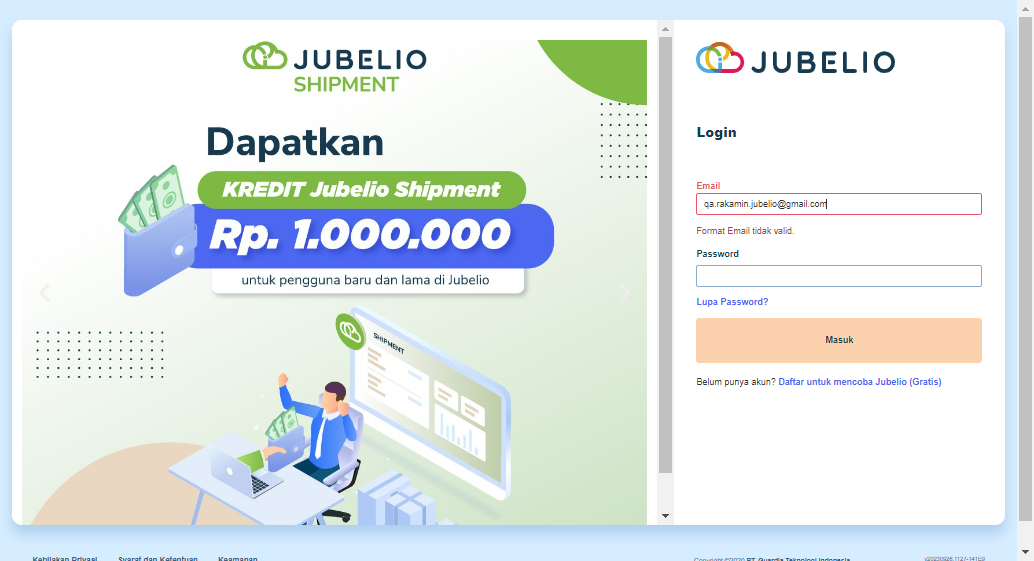 JUBELIO
SHIPMENT
Dapatkan
KREDIT Jubelio Shipment
Rp. 1.000.000
untuk pengguna baru dan lama di Jubelio
SHIPMENT
JUBELIO
Login
Email
qa.rakamin.jubelio@gmail.com
Format Email tidak valid.
Password
Lupa Password?
Masuk
Belum punya akun? Daftar untuk mencoba Jubelio (Gratis)
Kebijakan Privasi Syarat dan Ketentuan Keamanan
Copyright ©2020 PT. Guardia Teknologi Indonesia